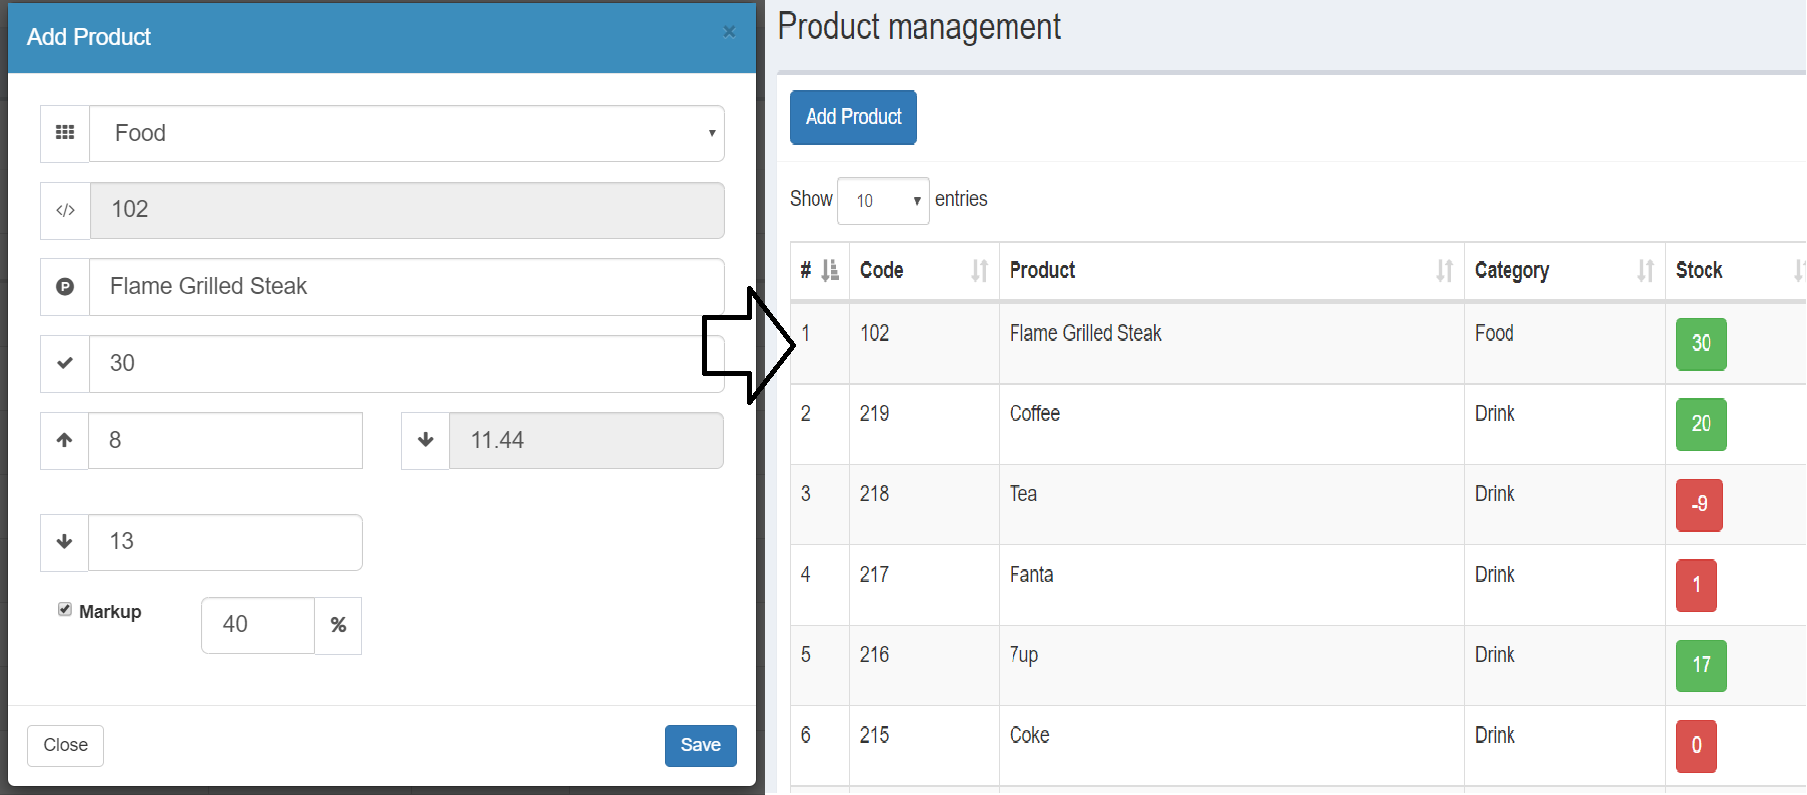 Add Product
×
Food
</> 102
Flame Grilled Steak
30
8
11.44
13
Markup 40 %
Close Save
Product management
Add Product
Show 10 entries
# Code Product Category Stock
1 102 Flame Grilled Steak Food 30
2 219 Coffee Drink 20
3 218 Tea Drink -9
4 217 Fanta Drink 1
5 216 7up Drink 17
6 215 Coke Drink 0